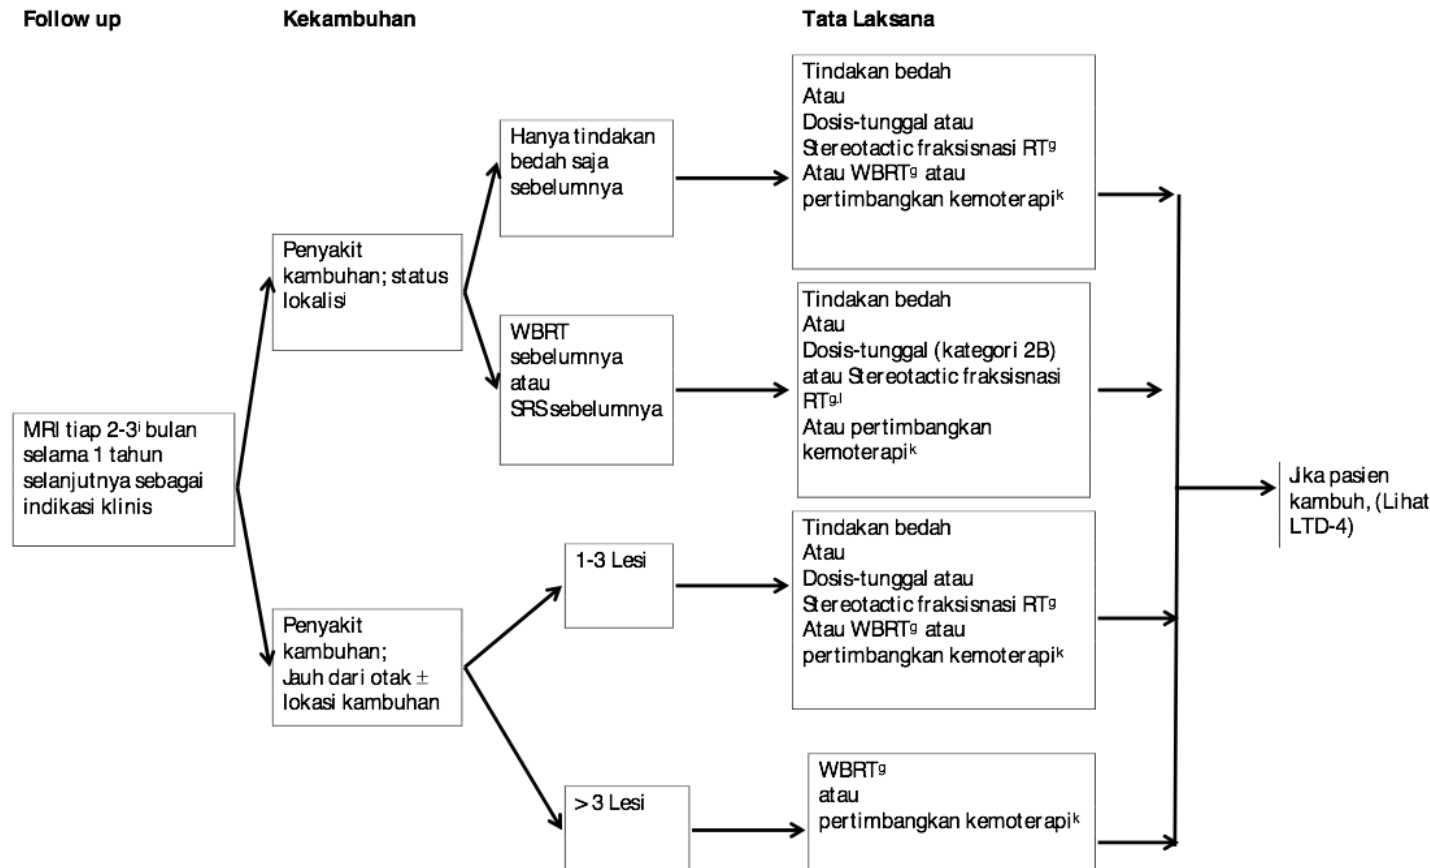 Follow up
Kekambuhan
Tata Laksana
MRI tiap 2-3ʲ bulan
selama 1 tahun
selanjutnya sebagai
indikasi klinis
Penyakit
kambuhan; status
lokalisʲ
Hanya tindakan
bedah saja
sebelumnya
Tindakan bedah
Atau
Dosis-tunggal atau
Stereotactic fraksisnasi RTᵍ
Atau WBRTᵍ atau
pertimbangkan kemoterapiᵏ
WBRT
sebelumnya
atau
SRS sebelumnya
Tindakan bedah
Atau
Dosis-tunggal (kategori 2B)
atau Stereotactic fraksisnasi
RTᵍ,ˡ
Atau pertimbangkan
kemoterapiᵏ
Penyakit
kambuhan;
Jauh dari otak ±
lokasi kambuhan
1-3 Lesi
Tindakan bedah
Atau
Dosis-tunggal atau
Stereotactic fraksisnasi RTᵍ
Atau WBRTᵍ atau
pertimbangkan kemoterapiᵏ
> 3 Lesi
WBRTᵍ
atau
pertimbangkan kemoterapiᵏ
Jika pasien
kambuh, (Lihat
LTD-4)